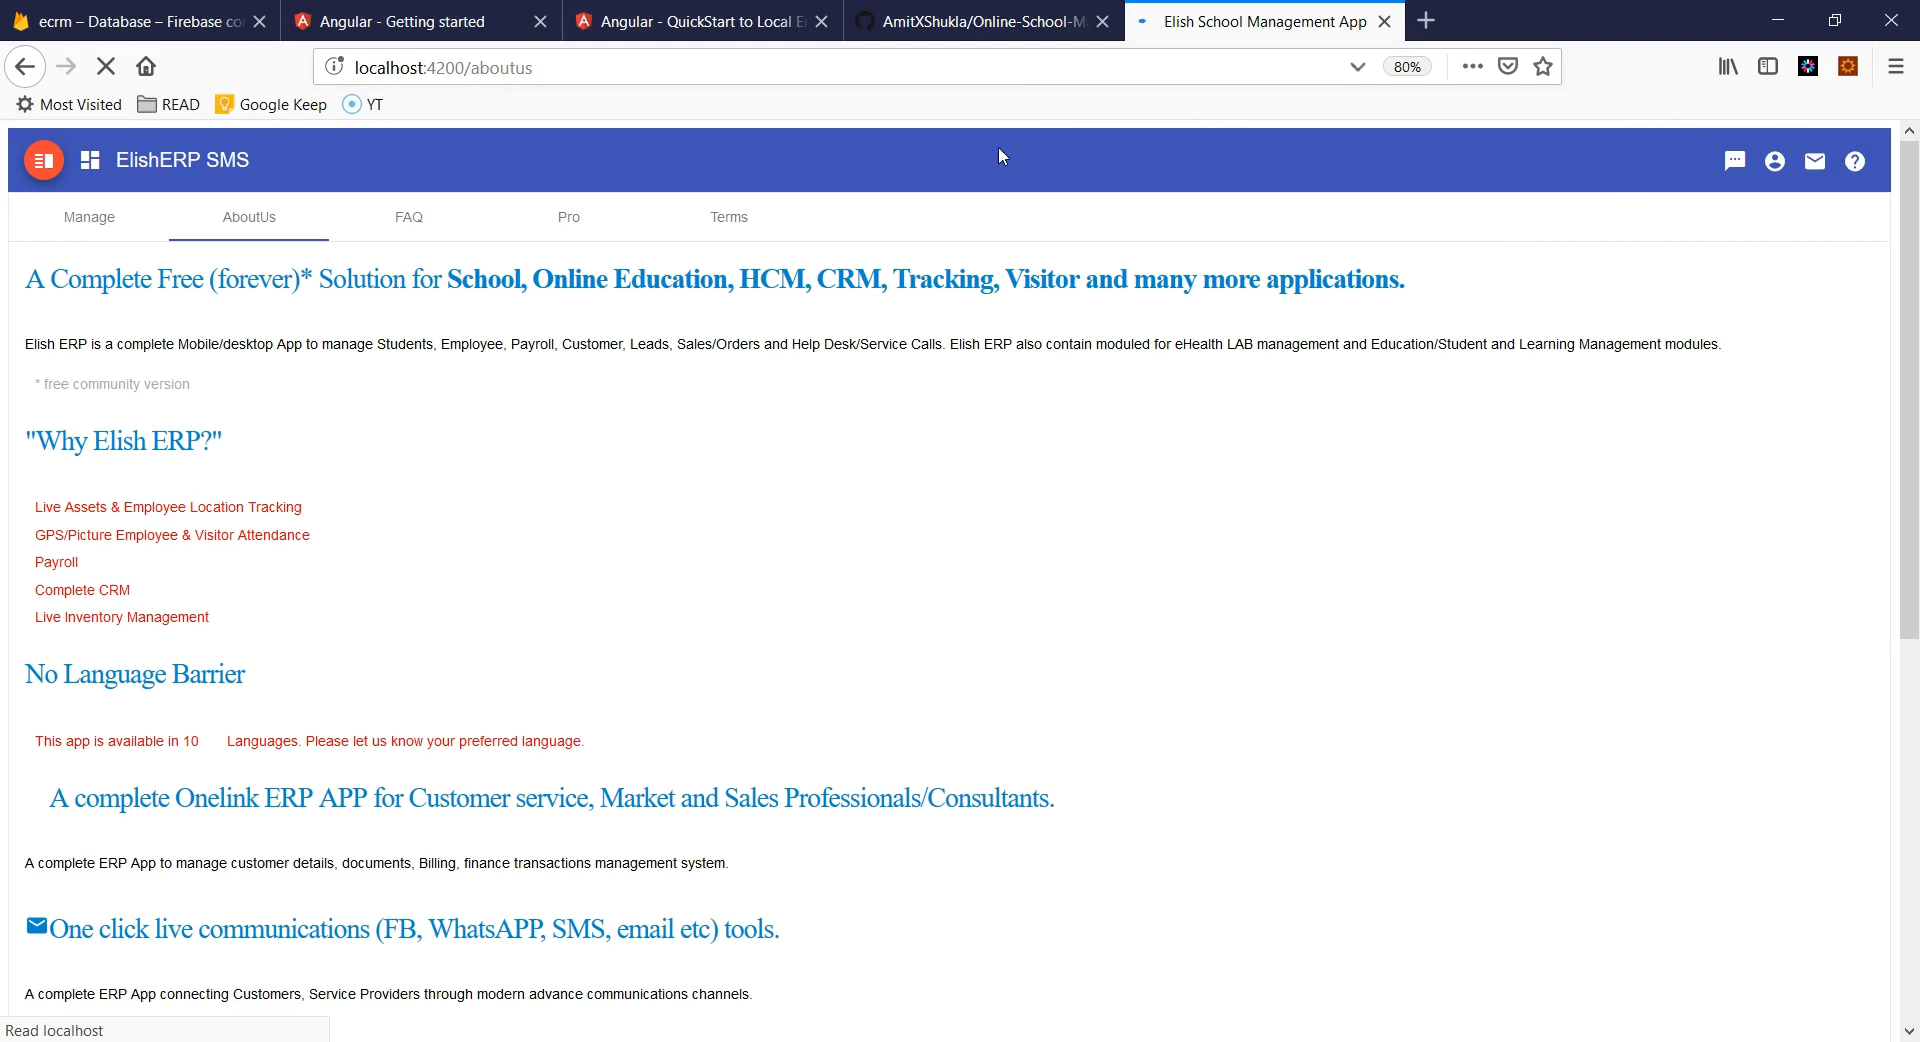 ecrm – Database – Firebase co
Angular - Getting started
Angular - QuickStart to Local E
AmitXShukla/Online-School-M
Elish School Management App
localhost:4200/aboutus
80%
Most Visited
READ
Google Keep
YT
ElishERP SMS
Manage
AboutUs
FAQ
Pro
Terms
A Complete Free (forever)* Solution for School, Online Education, HCM, CRM, Tracking, Visitor and many more applications.
Elish ERP is a complete Mobile/desktop App to manage Students, Employee, Payroll, Customer, Leads, Sales/Orders and Help Desk/Service Calls. Elish ERP also contain moduled for eHealth LAB management and Education/Student and Learning Management modules.
* free community version
"Why Elish ERP?"
Live Assets & Employee Location Tracking
GPS/Picture Employee & Visitor Attendance
Payroll
Complete CRM
Live Inventory Management
No Language Barrier
This app is available in 10 Languages. Please let us know your preferred language.
A complete Onelink ERP APP for Customer service, Market and Sales Professionals/Consultants.
A complete ERP App to manage customer details, documents, Billing, finance transactions management system.
One click live communications (FB, WhatsAPP, SMS, email etc) tools.
A complete ERP App connecting Customers, Service Providers through modern advance communications channels.
Read localhost